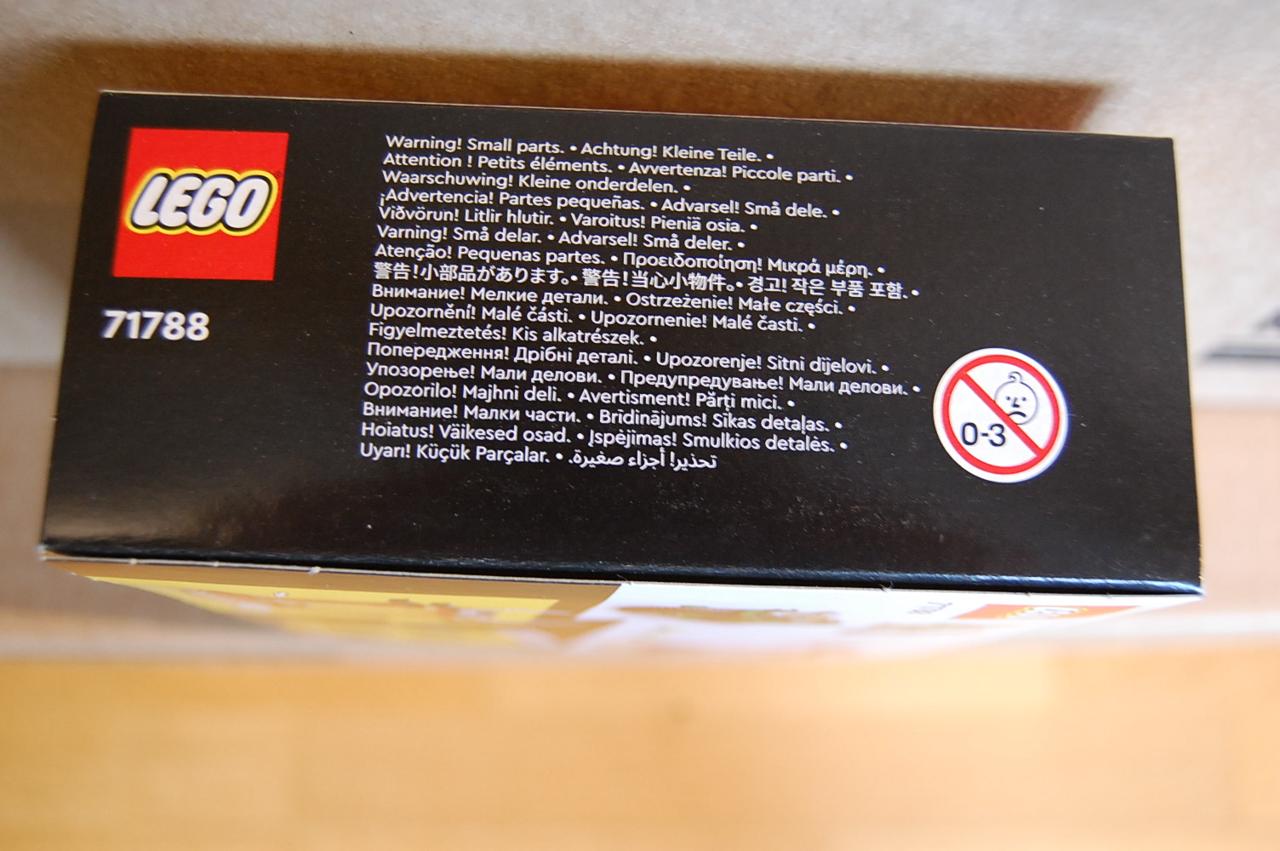 LEGO
71788
Warning! Small parts. • Achtung! Kleine Teile. •
Attention ! Petits éléments. • Avvertenza! Piccole parti. •
Waarschuwing! Kleine onderdelen. •
¡Advertencia! Partes pequeñas. • Advarsel! Små dele. •
Viðvörun! Litlir hlutir. • Varoitus! Pieniä osia. •
Varning! Små delar. • Advarsel! Små deler. •
Atenção! Pequenas partes. • Προειδοποίηση! Μικρά μέρη. •
警告!小部品があります。• 警告!当心小物件。• 경고! 작은 부품 포함. •
Внимание! Мелкие детали. • Ostrzeżenie! Małe części. •
Upozornění! Malé části. • Upozornenie! Malé časti. •
Figyelmeztetés! Kis alkatrészek. •
Попередження! Дрібні деталі. • Upozorenje! Sitni dijelovi. •
Упозорење! Мали делови. • Предупредување! Мали делови. •
Opozorilo! Majhni deli. • Avertisment! Părți mici. •
Внимание! Малки части. • Brīdinājums! Sīkas detaļas. •
Hoiatus! Väikesed osad. • Įspėjimas! Smulkios detalės. •
Uyarı! Küçük Parçalar. • تحذير! أجزاء صغيرة.
0-3